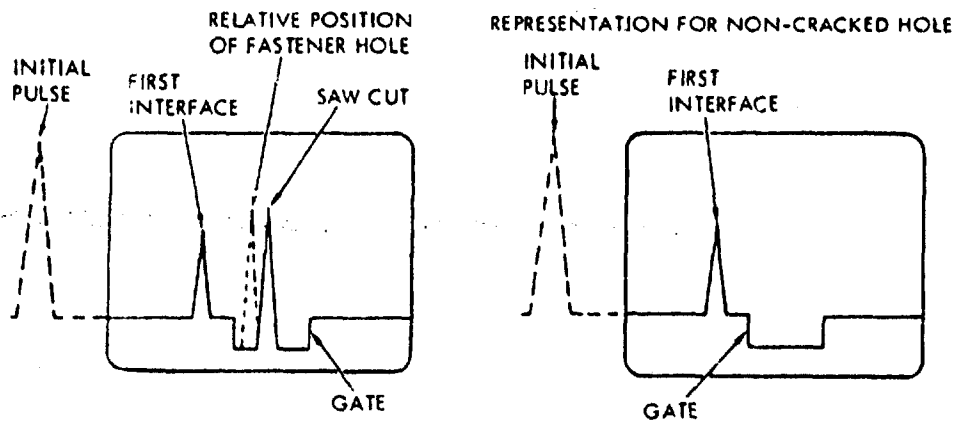 RELATIVE POSITION
OF FASTENER HOLE
INITIAL
PULSE
FIRST
INTERFACE
SAW CUT
GATE
REPRESENTATION FOR NON-CRACKED HOLE
INITIAL
PULSE
FIRST
INTERFACE
GATE